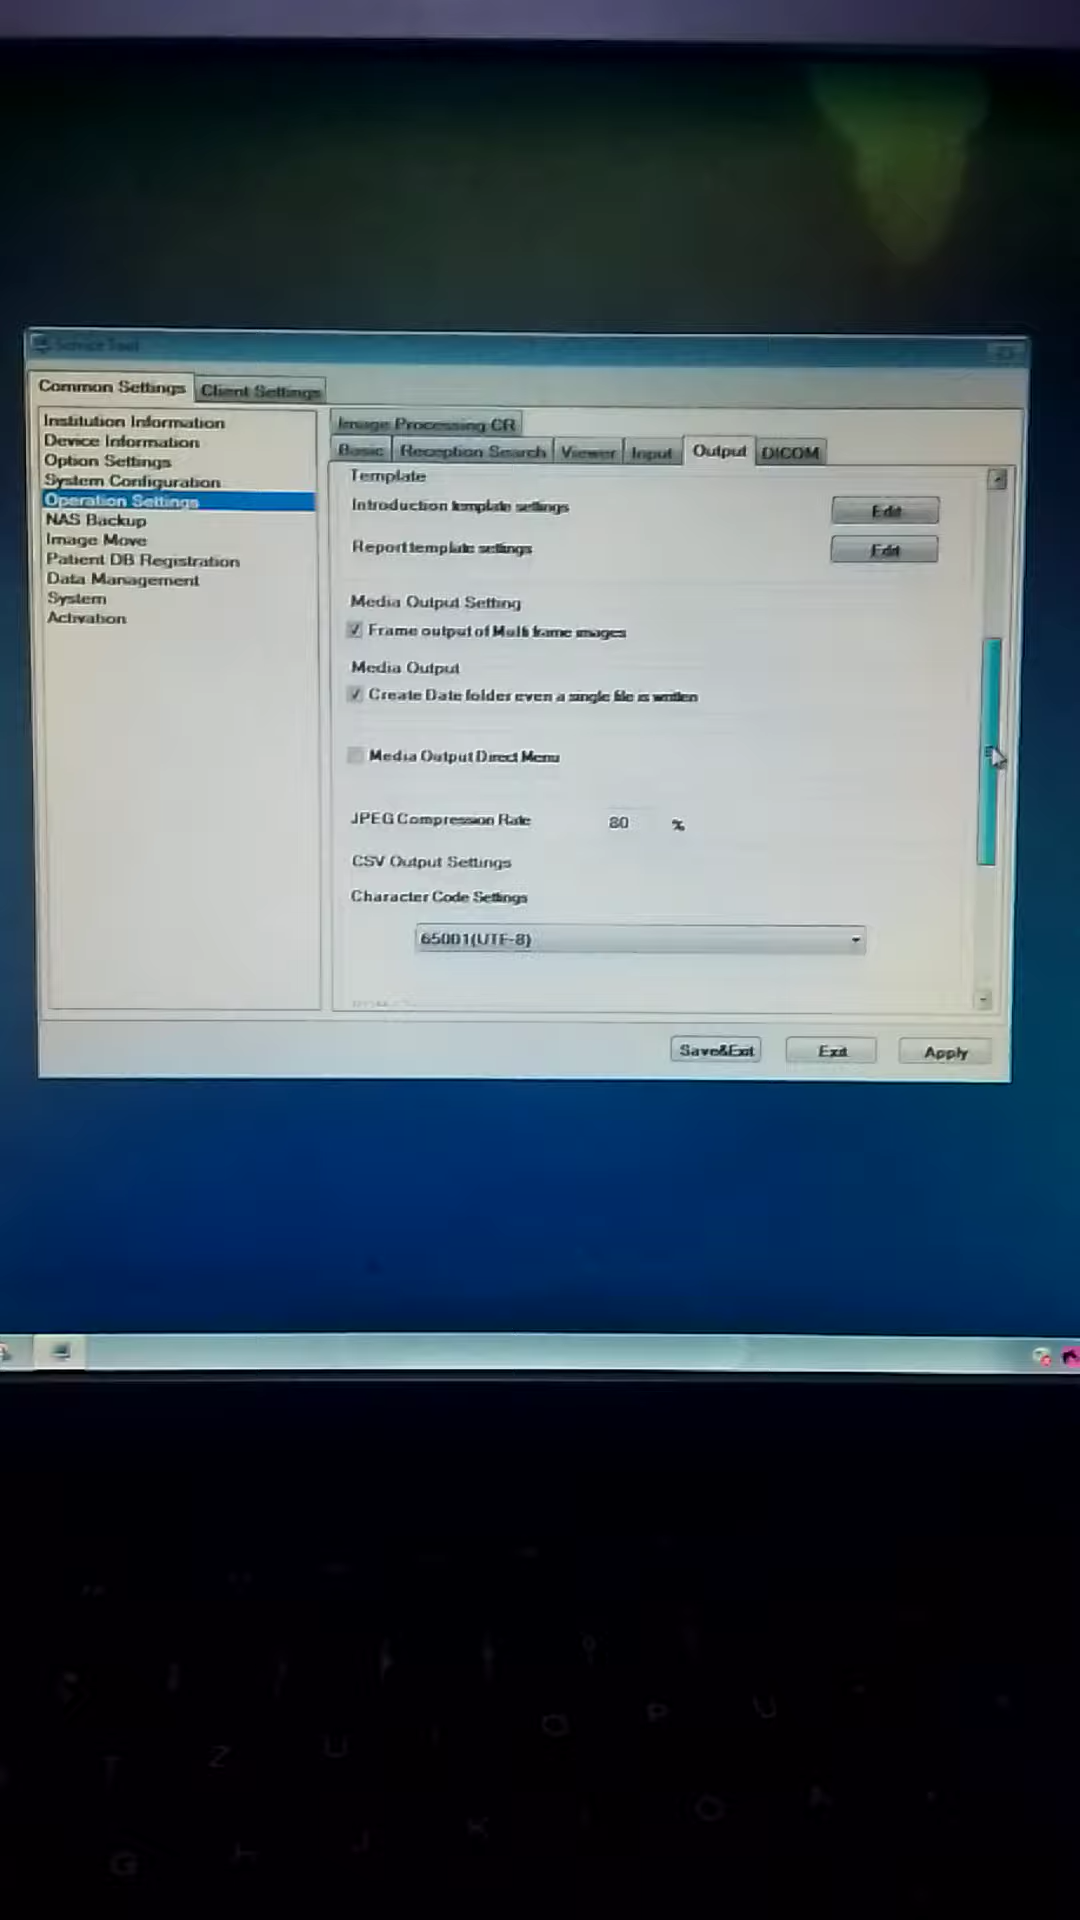 Service Tool
Common Settings
Client Settings
Institution Information
Device Information
Option Settings
System Configuration
Operation Settings
NAS Backup
Image Move
Patient DB Registration
Data Management
System
Activation
Image Processing CR
Basic
Reception Search
Viewer
Input
Output
DICOM
Template
Introduction template settings
Edit
Report template settings
Edit
Media Output Setting
Frame output of Multi frame images
Media Output
Create Date folder even a single file is written
Media Output Direct Menu
JPEG Compression Rate 80 %
CSV Output Settings
Character Code Settings
65001(UTF-8)
Save&Exit
Exit
Apply
T Z U O P U
G H J K